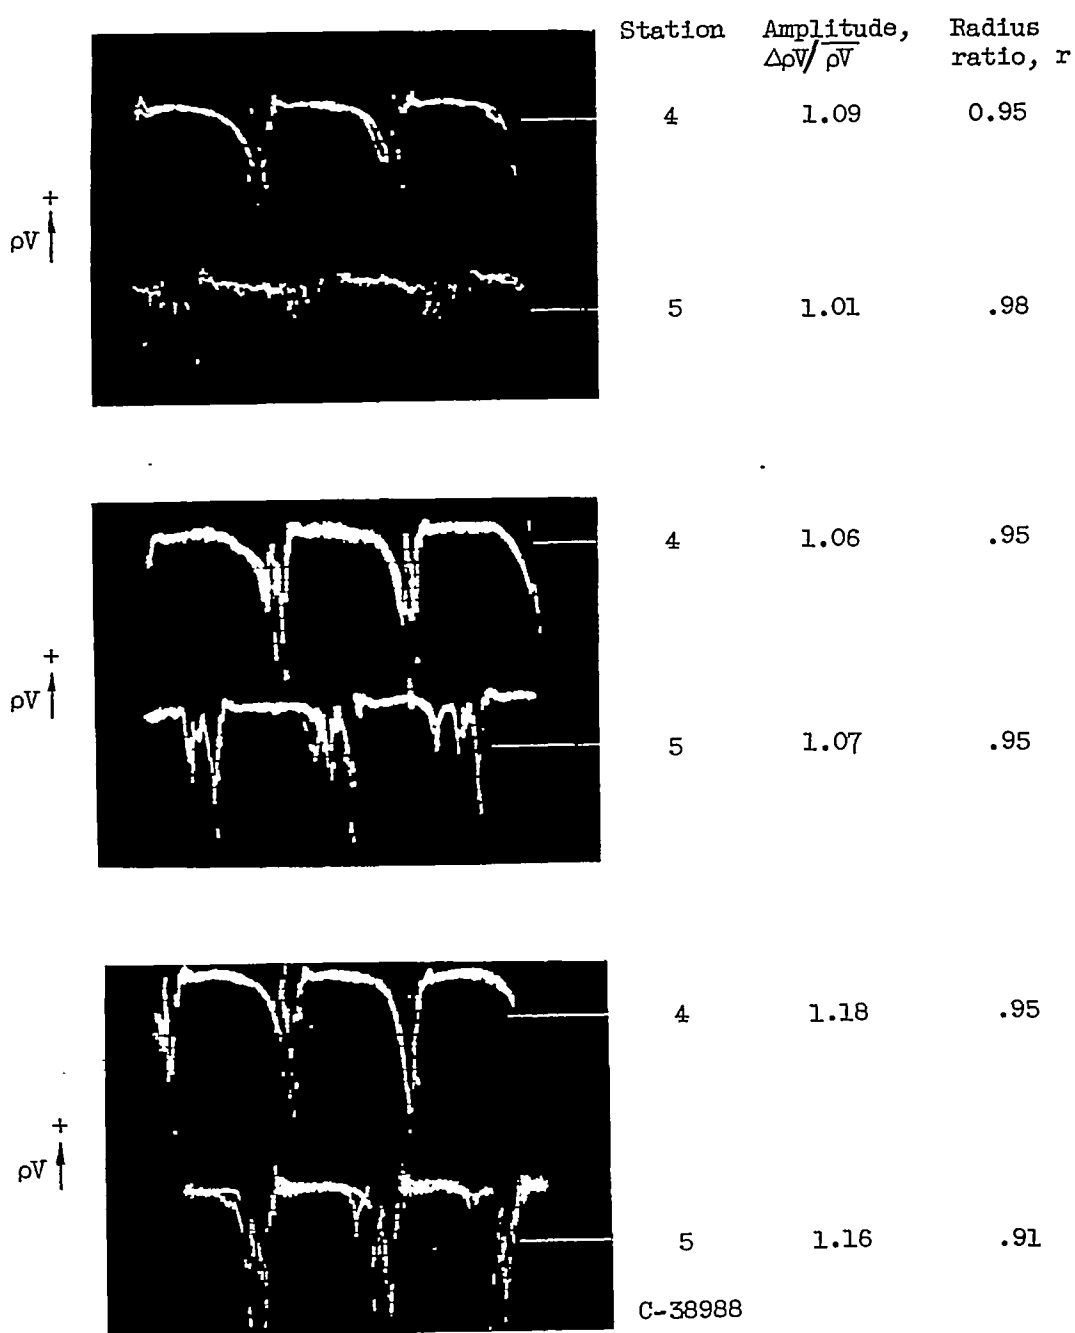 Station Amplitude, Radius
ΔρV/ρV̅ ratio, r
4 1.09 0.95
+
ρV
5 1.01 .98
4 1.06 .95
+
ρV
5 1.07 .95
4 1.18 .95
+
ρV
5 1.16 .91
C-38988